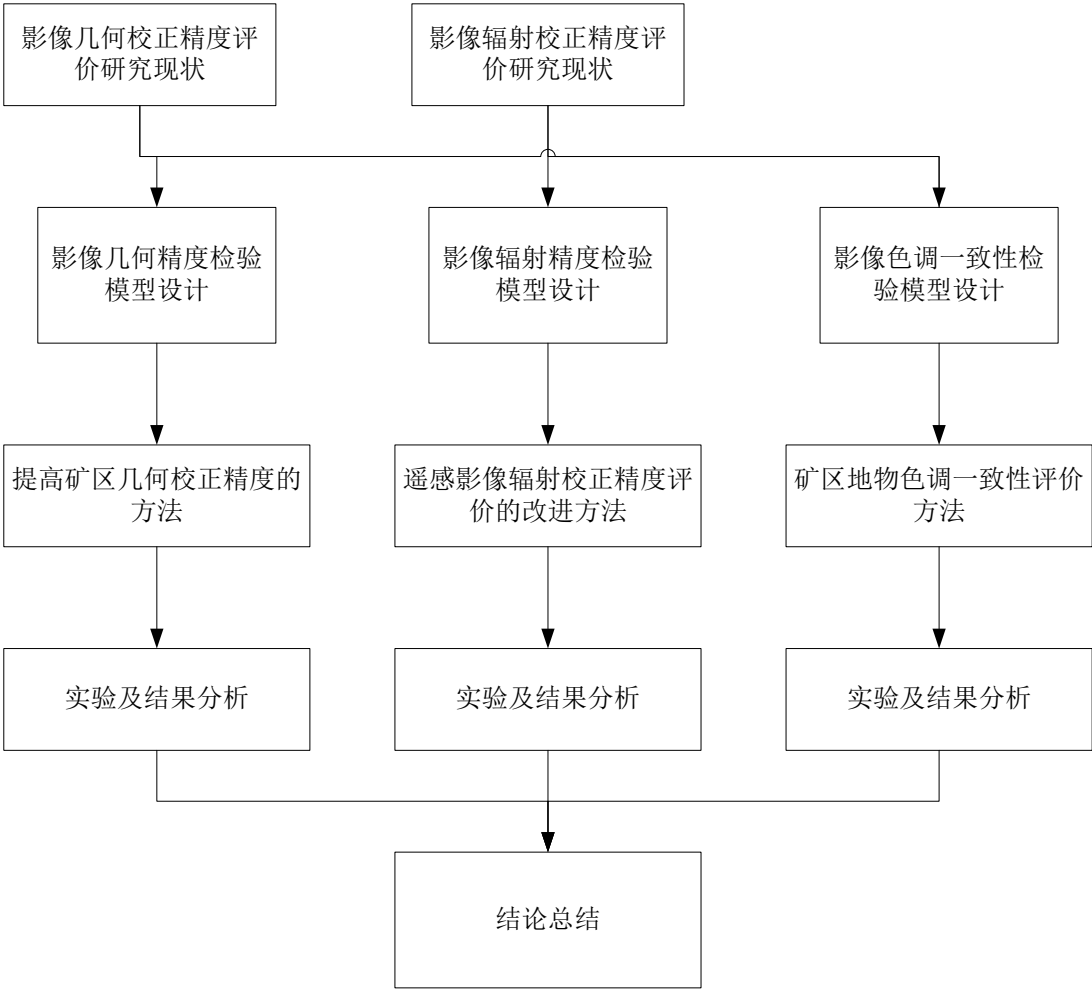 影像几何校正精度评
价研究现状
影像辐射校正精度评
价研究现状
影像几何精度检验
模型设计
影像辐射精度检验
模型设计
影像色调一致性检
验模型设计
提高矿区几何校正精度的
方法
遥感影像辐射校正精度评
价的改进方法
矿区地物色调一致性评价
方法
实验及结果分析
实验及结果分析
实验及结果分析
结论总结